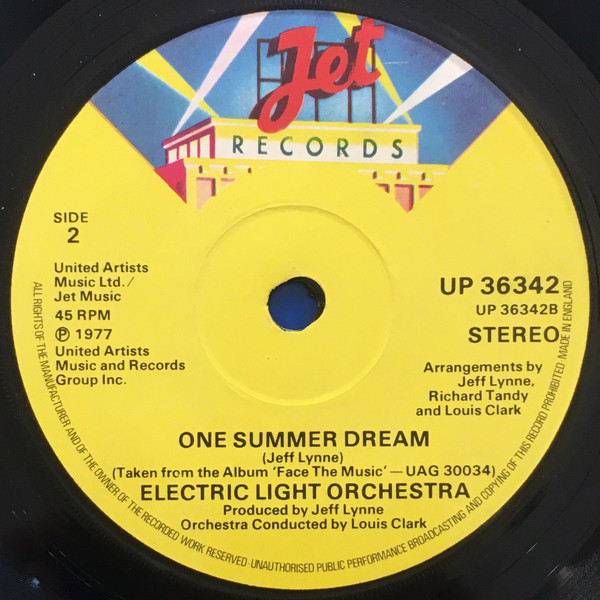 Jet
RECORDS
SIDE
2
United Artists
Music Ltd./
Jet Music
45 RPM
Ⓟ 1977
United Artists
Music and Records
Group Inc.
UP 36342
UP 36342B
STEREO
Arrangements by
Jeff Lynne,
Richard Tandy
and Louis Clark
ONE SUMMER DREAM
(Jeff Lynne)
(Taken from the Album 'Face The Music' — UAG 30034)
ELECTRIC LIGHT ORCHESTRA
Produced by Jeff Lynne
Orchestra Conducted by Louis Clark
ALL RIGHTS OF THE MANUFACTURER AND OF THE OWNER OF THE RECORDED WORK RESERVED · UNAUTHORISED PUBLIC PERFORMANCE BROADCASTING AND COPYING OF THIS RECORD PROHIBITED · MADE IN ENGLAND